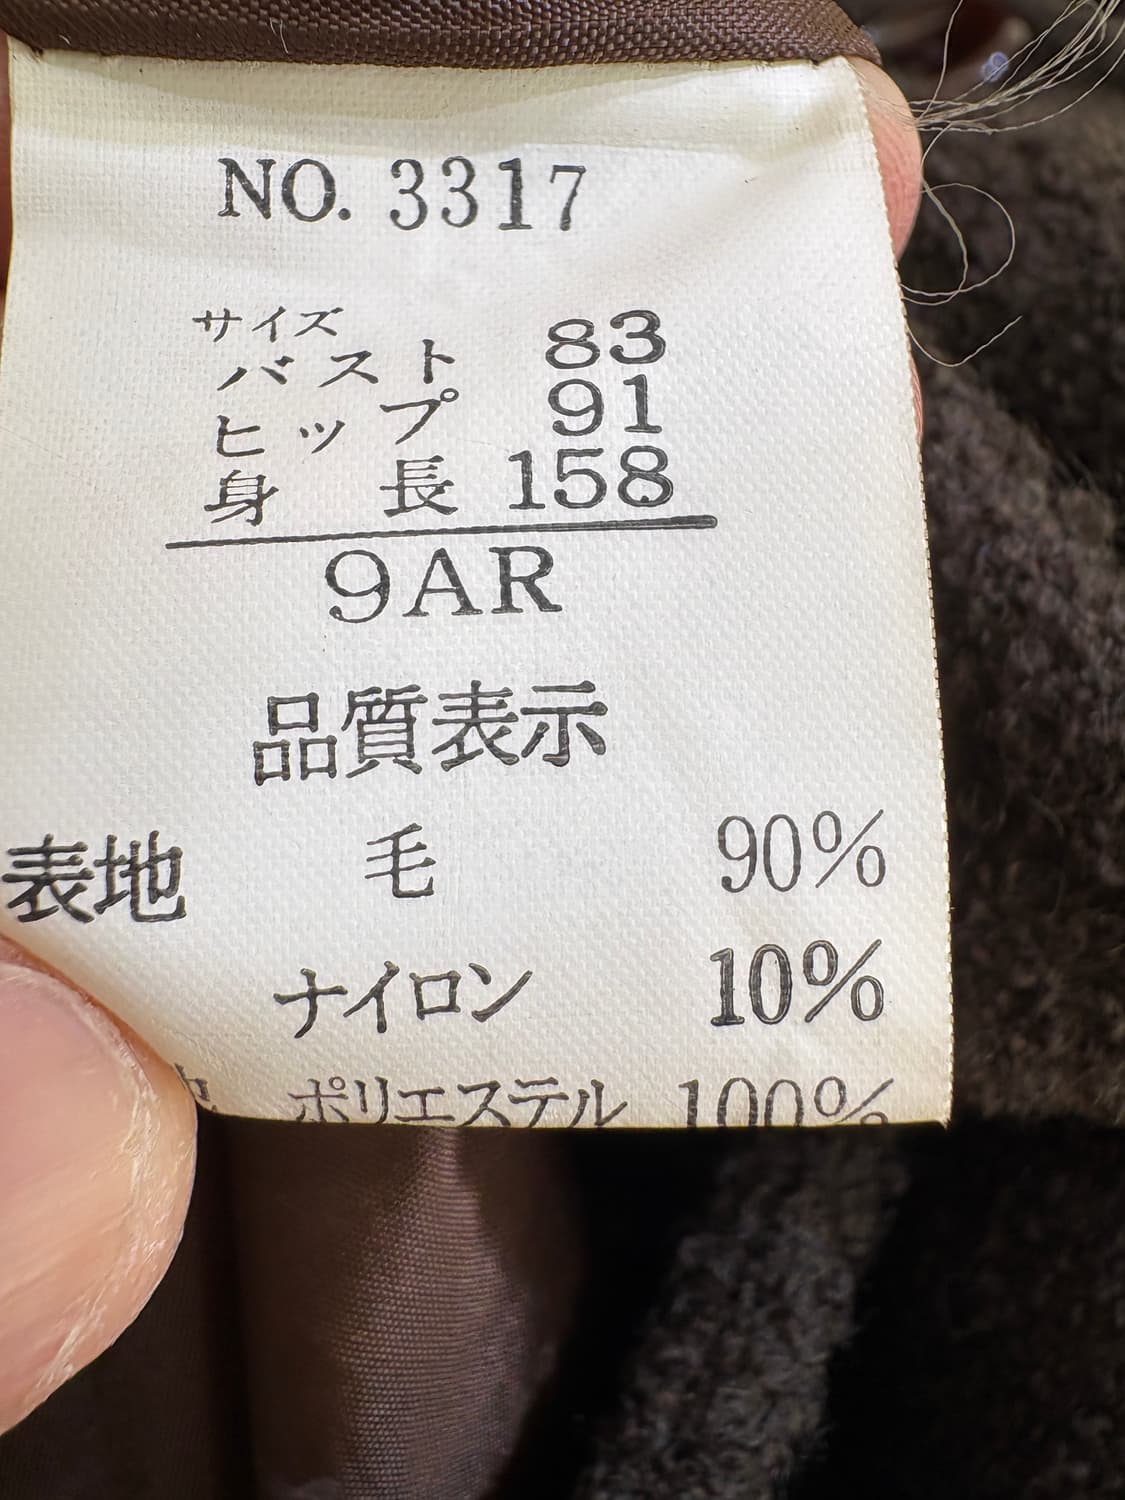 NO. 3317
サイズ
バスト 83
ヒップ 91
身長 158
9AR
品質表示
表地 毛 90%
ナイロン 10%
ポリエステル 100%